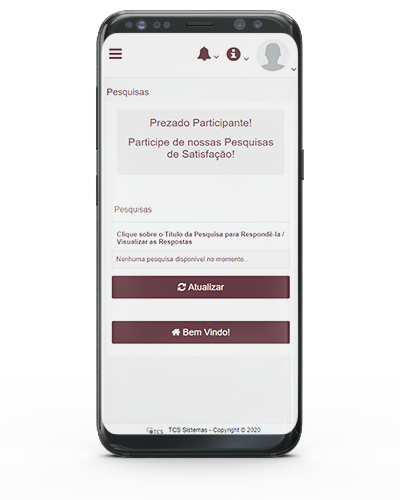 Pesquisas
Prezado Participante!
Participe de nossas Pesquisas
de Satisfação!
Pesquisas
Clique sobre o Título da Pesquisa para Respondê-la /
Visualizar as Respostas
Nenhuma pesquisa disponível no momento...
Atualizar
Bem Vindo!
TCS TCS Sistemas - Copyright © 2020